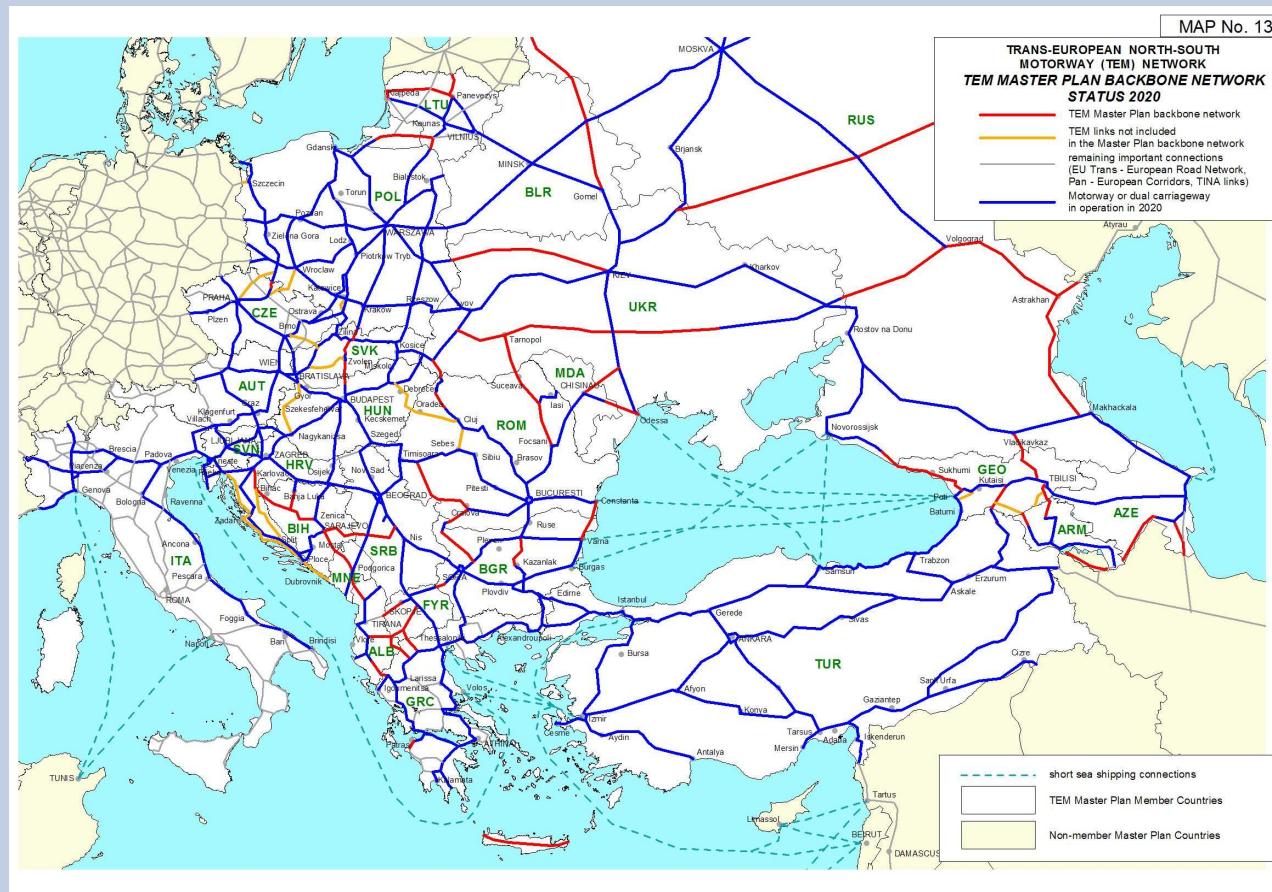 MAP No. 13
TRANS-EUROPEAN NORTH-SOUTH
MOTORWAY (TEM) NETWORK
TEM MASTER PLAN BACKBONE NETWORK
STATUS 2020
TEM Master Plan backbone network
TEM links not included
in the Master Plan backbone network
remaining important connections
(EU Trans - European Road Network,
Pan - European Corridors, TINA links)
Motorway or dual carriageway
in operation in 2020
MOSKVA
Klajpeda
Panevezys
LTU
Kaunas
VILNIUS
RUS
Gdansk
MINSK
Brjansk
Szczecin
Bialystok
Torun
POL
BLR
Gomel
Poznan
WARSZAWA
Zielona Gora
Lodz
Volgograd
Atyrau
Piotrkow Tryb.
Wroclaw
Kharkov
KIEV
Katowice
Astrakhan
PRAHA
Rzeszow
Lvov
UKR
CZE
Ostrava
Krakow
Plzen
Brno
Zilina
Rostov na Donu
Tarnopol
SVK
Kosice
Zvolen
WIEN
Miskolc
MDA
BRATISLAVA
Suceava
CHISINAU
AUT
Debrecen
Gyor
BUDAPEST
Iasi
Graz
Szekesfehervar
HUN
Oradea
Makhachkala
Klagenfurt
Kecskemet
Cluj
Odessa
Villach
ROM
Nagykanizsa
Szeged
Focsani
Novorossijsk
Vladikavkaz
LJUBLJANA
SVN
Sebes
Brescia
Padova
ZAGREB
Timisoara
Sibiu
Brasov
Trieste
HRV
Piacenza
Venezia
Rijeka
Karlovac
Osijek
Nov.Sad
Sukhumi
GEO
Kutaisi
TBILISI
Genova
Bihac
Pitesti
Bologna
Ravenna
Banja Luka
BEOGRAD
BUCURESTI
Constanta
Poti
Batumi
Zenica
Craiova
AZE
Zadar
BIH
SARAJEVO
Ruse
ARM
Split
Mostar
SRB
Nis
Pleven
Varna
Ancona
ITA
Ploce
Kazanlak
Trabzon
Burgas
Podgorica
BGR
Samsun
Erzurum
Pescara
MNE
Dubrovnik
SOFIA
Askale
ROMA
Plovdiv
Edirne
Istanbul
SKOPJE
FYR
Gerede
Sivas
Foggia
TIRANA
Bari
Brindisi
Vlore
Thessaloniki
Alexandroupoli
ANKARA
Napoli
ALB
Bursa
Cizre
TUR
Larissa
Igoumenitsa
Volos
Afyon
Sanli Urfa
GRC
Gaziantep
Konya
Izmir
Cesme
Tarsus
Adana
Iskenderun
Patras
ATHINAI
Aydin
Mersin
Antalya
TUNIS
Kalamata
short sea shipping connections
Tartus
TEM Master Plan Member Countries
Limassol
BEIRUT
Non-member Master Plan Countries
DAMASCUS